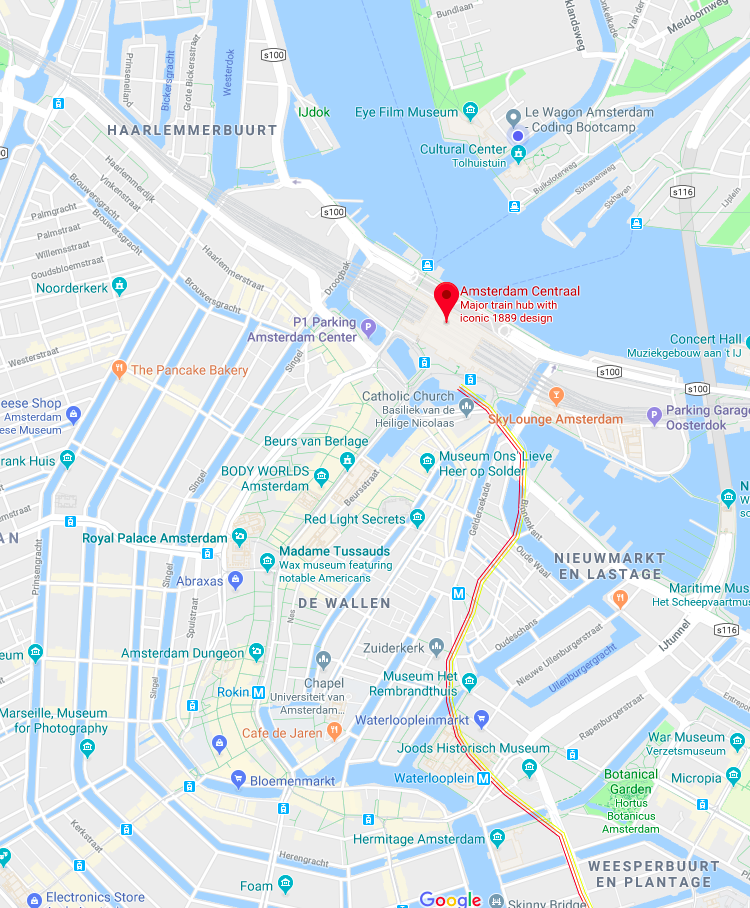 Bundlaan
klandsweg
Meidoornweg
Prinseneiland
Bickersgracht
Grote Bickersstraat
Westerdok
s100
IJdok
Eye Film Museum
Le Wagon Amsterdam
- Coding Bootcamp
HAARLEMMERBUURT
Cultural Center
Tolhuistuin
Buiksloterweg
Sixhavenweg
Sixhaven
s116
IJplein
Haarlemmerdijk
Vinkenstraat
Brouwersgracht
Brouwersgracht
s100
Palmgracht
Palmstraat
Willemsstraat
Goudsbloemstraat
Haarlemmerstraat
Droogbak
Noorderkerk
Amsterdam Centraal
Major train hub with
iconic 1889 design
P1 Parking
Amsterdam Center
Singel
Concert Hall
Muziekgebouw aan 't IJ
Westerstraat
The Pancake Bakery
s100
s100
eese Shop
Amsterdam
ese Museum
Catholic Church
Basiliek van de
Heilige Nicolaas
SkyLounge Amsterdam
Parking Garage
Oosterdok
Beurs van Berlage
rank Huis
BODY WORLDS
Amsterdam
Beursstraat
Museum Ons' Lieve
Heer op Solder
Singel
Geldersekade
Binnenkant
Red Light Secrets
Royal Palace Amsterdam
Madame Tussauds
Wax museum featuring
notable Americans
Oude Waal
NIEUWMARKT
EN LASTAGE
Prinsengracht
Singel
Abraxas
Maritime Mus
Het Scheepvaartmus
Spuistraat
Nes
DE WALLEN
Oudeschans
s116
IJtunnel
Zuiderkerk
Nieuwe Uilenburgerstraat
Uilenburgergracht
Amsterdam Dungeon
Chapel
Universiteit van
Amsterdam...
Museum Het
Rembrandthuis
Singel
Rokin
Rapenburgerstraat
Marseille, Museum
for Photography
Waterloopleinmarkt
Cafe de Jaren
War Museum
Verzetsmuseum
Joods Historisch Museum
Bloemenmarkt
Waterlooplein
Botanical
Garden
Hortus
Botanicus
Amsterdam
Micropia
Kerkstraat
Hermitage Amsterdam
Herengracht
WEESPERBUURT
EN PLANTAGE
Foam
Electronics Store
Google
Skinny Bridge